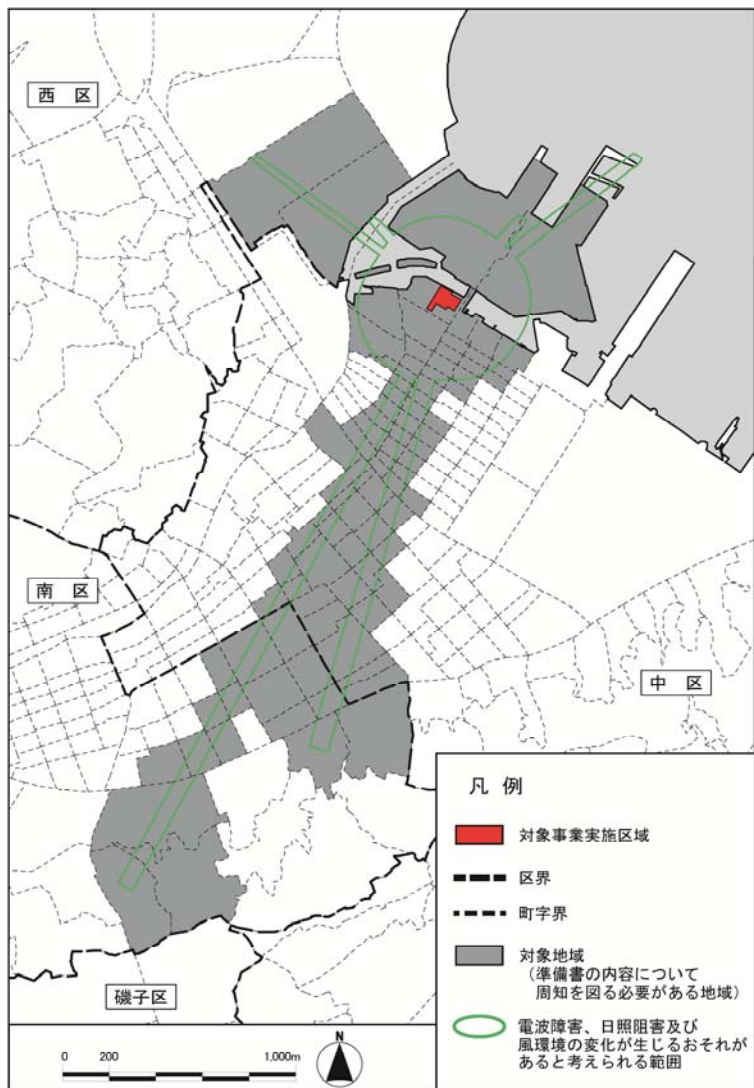 西 区
南 区
中 区
磯子区
凡 例
対象事業実施区域
区界
町字界
対象地域
(準備書の内容について
周知を図る必要がある地域)
電波障害、日照阻害及び
風環境の変化が生じるおそれが
あると考えられる範囲
0 200 1,000m
N